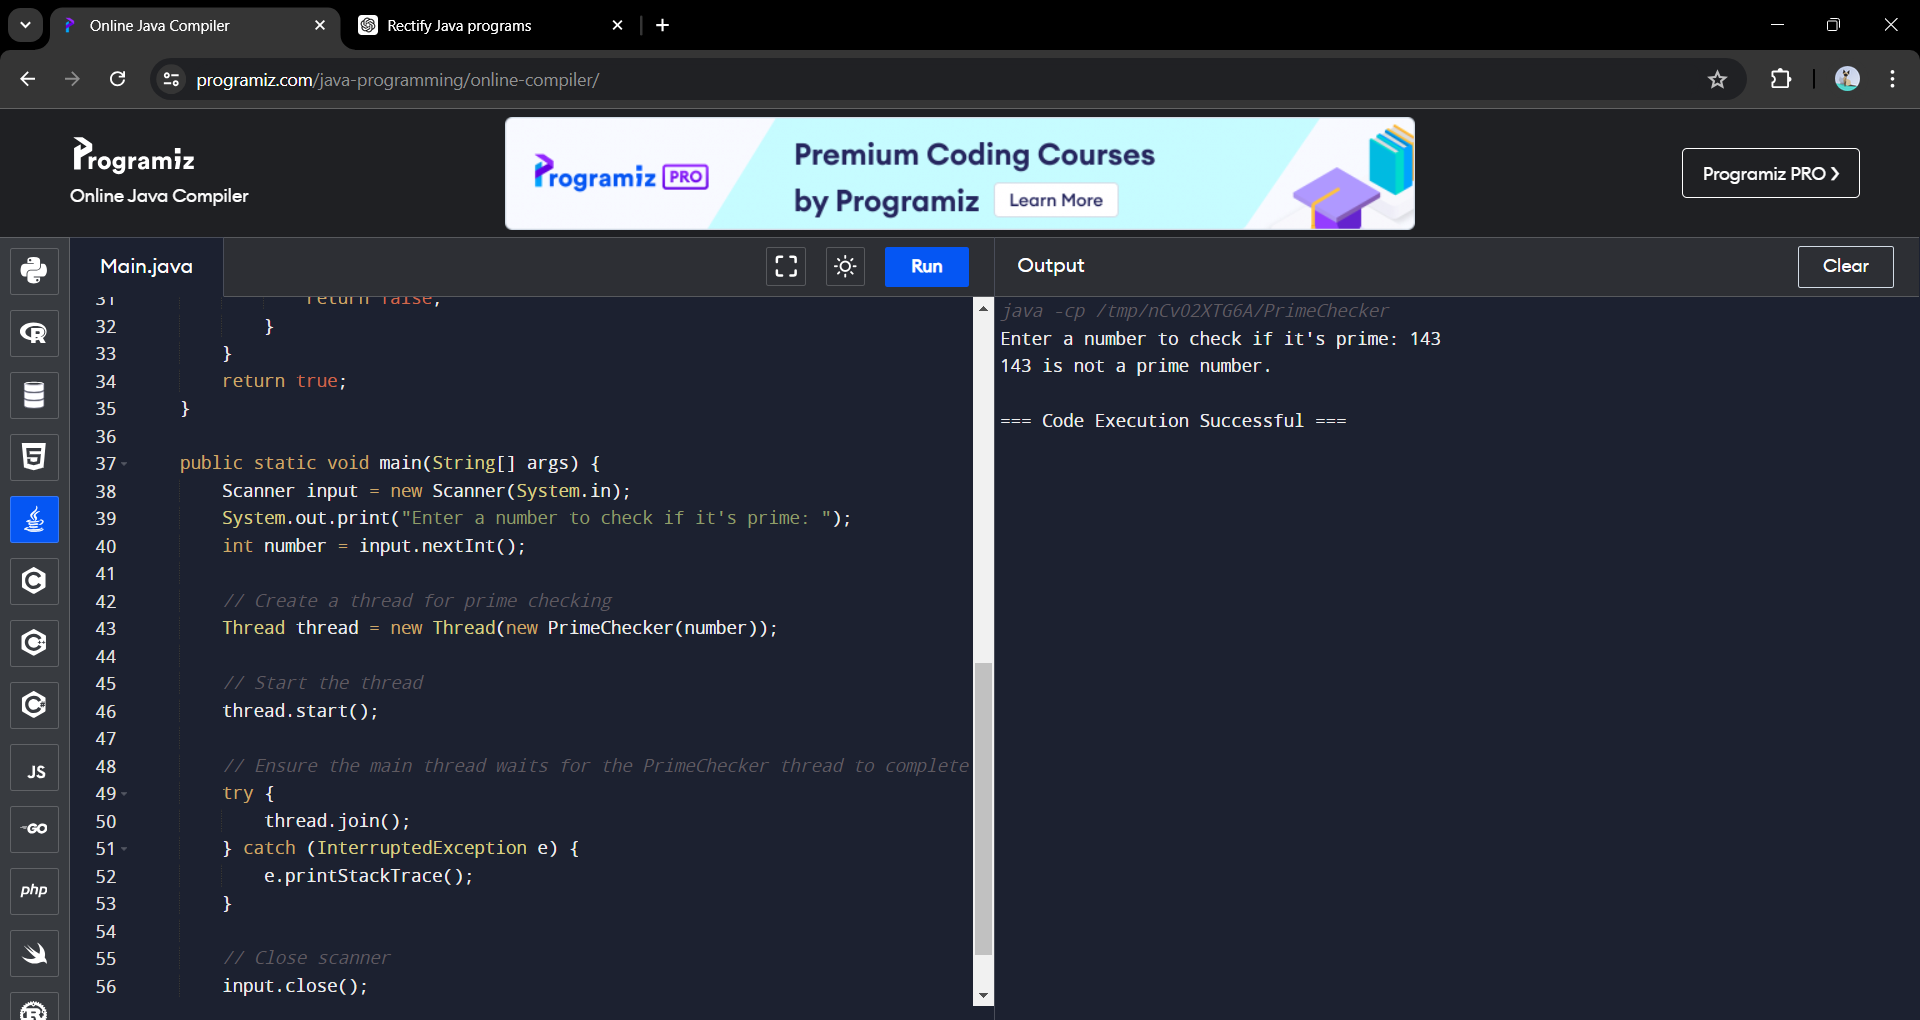 Online Java Compiler
Rectify Java programs
programiz.com/java-programming/online-compiler/
Programiz
Online Java Compiler
Programiz PRO
Premium Coding Courses
by Programiz
Learn More
Programiz PRO ❯
Main.java
Run
Output
Clear
31 return false;
32 }
33 }
34 return true;
35 }
36
37 public static void main(String[] args) {
38 Scanner input = new Scanner(System.in);
39 System.out.print("Enter a number to check if it's prime: ");
40 int number = input.nextInt();
41
42 // Create a thread for prime checking
43 Thread thread = new Thread(new PrimeChecker(number));
44
45 // Start the thread
46 thread.start();
47
48 // Ensure the main thread waits for the PrimeChecker thread to complete
49 try {
50 thread.join();
51 } catch (InterruptedException e) {
52 e.printStackTrace();
53 }
54
55 // Close scanner
56 input.close();
java -cp /tmp/nCvO2XTG6A/PrimeChecker
Enter a number to check if it's prime: 143
143 is not a prime number.
=== Code Execution Successful ===
R
5
C
C
C
JS
GO
php
R